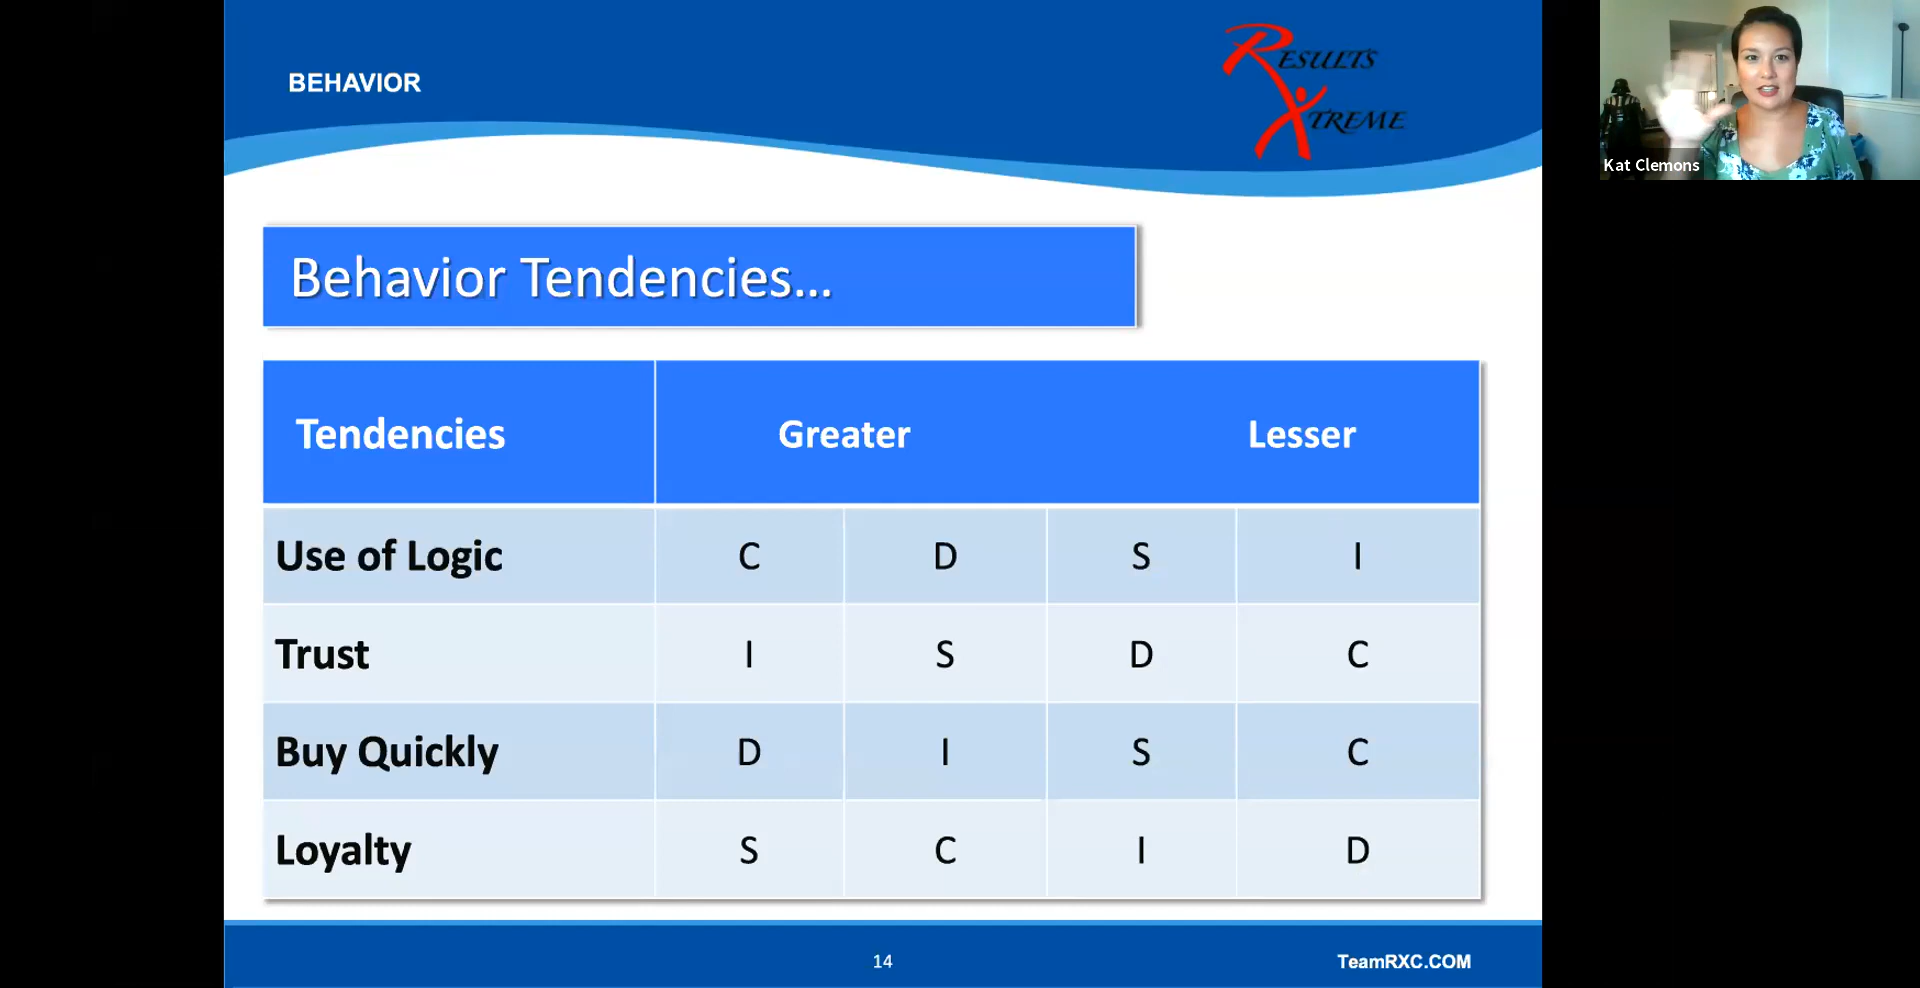 BEHAVIOR
RESULTS
XTREME
Kat Clemons
Behavior Tendencies...
Tendencies Greater Lesser
Use of Logic C D S I
Trust I S D C
Buy Quickly D I S C
Loyalty S C I D
14
TeamRXC.COM